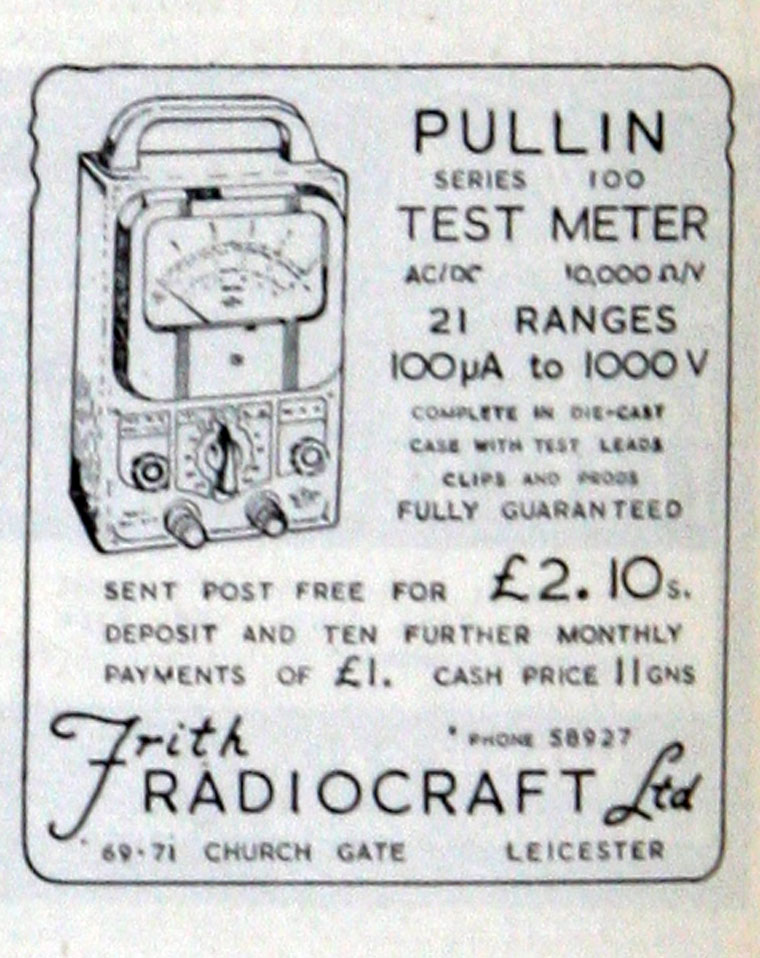 PULLIN
SERIES 100
TEST METER
AC/DC 10,000 Ω/V
21 RANGES
100μA to 1000V
COMPLETE IN DIE-CAST
CASE WITH TEST LEADS
CLIPS AND PRODS
FULLY GUARANTEED
SENT POST FREE FOR £2.10s.
DEPOSIT AND TEN FURTHER MONTHLY
PAYMENTS OF £1. CASH PRICE 11GNS
Frith
PHONE 58927
RADIOCRAFT Ltd
69-71 CHURCH GATE LEICESTER